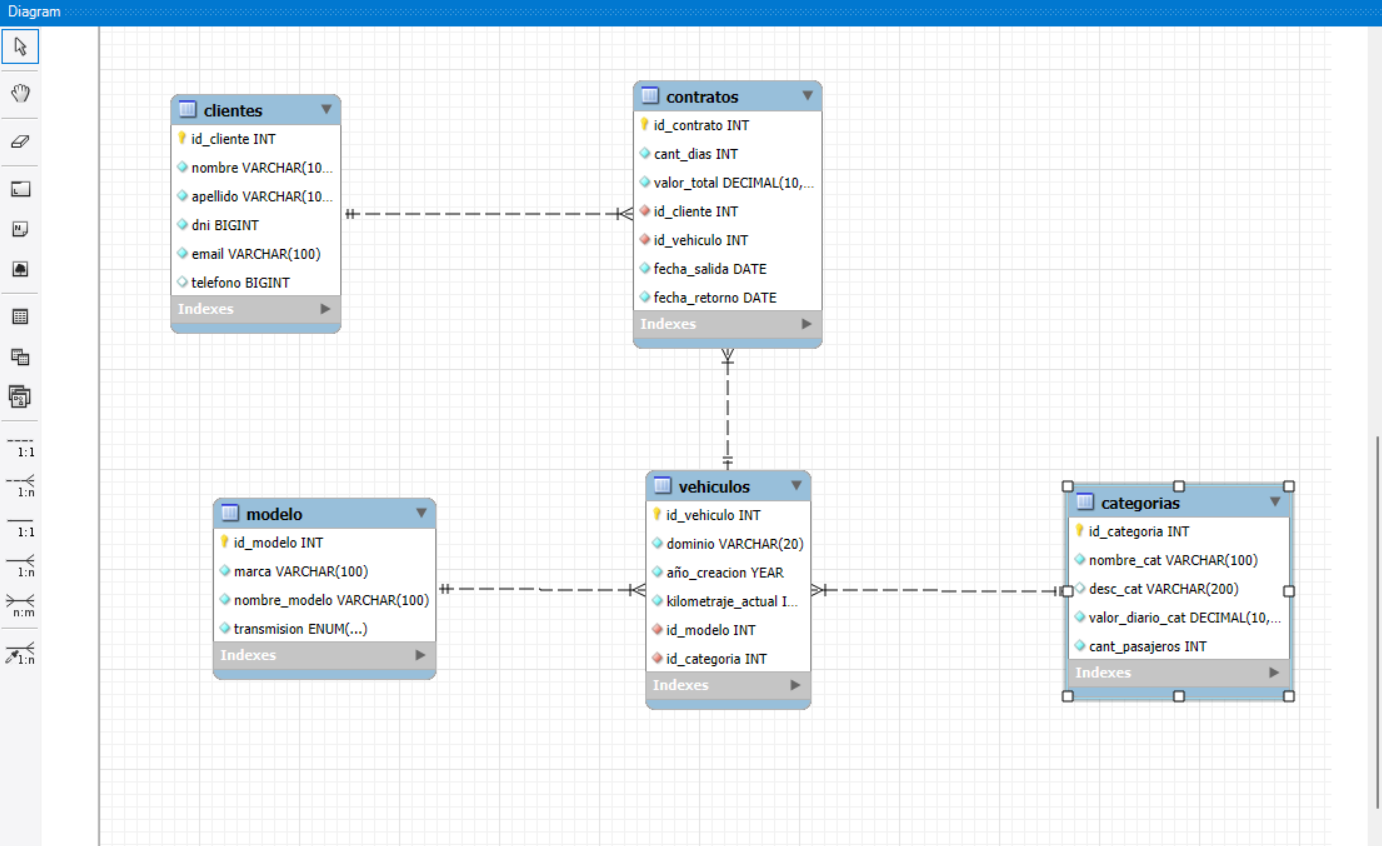 Diagram
clientes
id_cliente INT
nombre VARCHAR(10...
apellido VARCHAR(10...
dni BIGINT
email VARCHAR(100)
telefono BIGINT
Indexes
contratos
id_contrato INT
cant_dias INT
valor_total DECIMAL(10,...
id_cliente INT
id_vehiculo INT
fecha_salida DATE
fecha_retorno DATE
Indexes
modelo
id_modelo INT
marca VARCHAR(100)
nombre_modelo VARCHAR(100)
transmision ENUM(...)
Indexes
vehiculos
id_vehiculo INT
dominio VARCHAR(20)
año_creacion YEAR
kilometraje_actual I...
id_modelo INT
id_categoria INT
Indexes
categorias
id_categoria INT
nombre_cat VARCHAR(100)
desc_cat VARCHAR(200)
valor_diario_cat DECIMAL(10,...
cant_pasajeros INT
Indexes
1:1
1:n
1:1
1:n
n:m
1:n